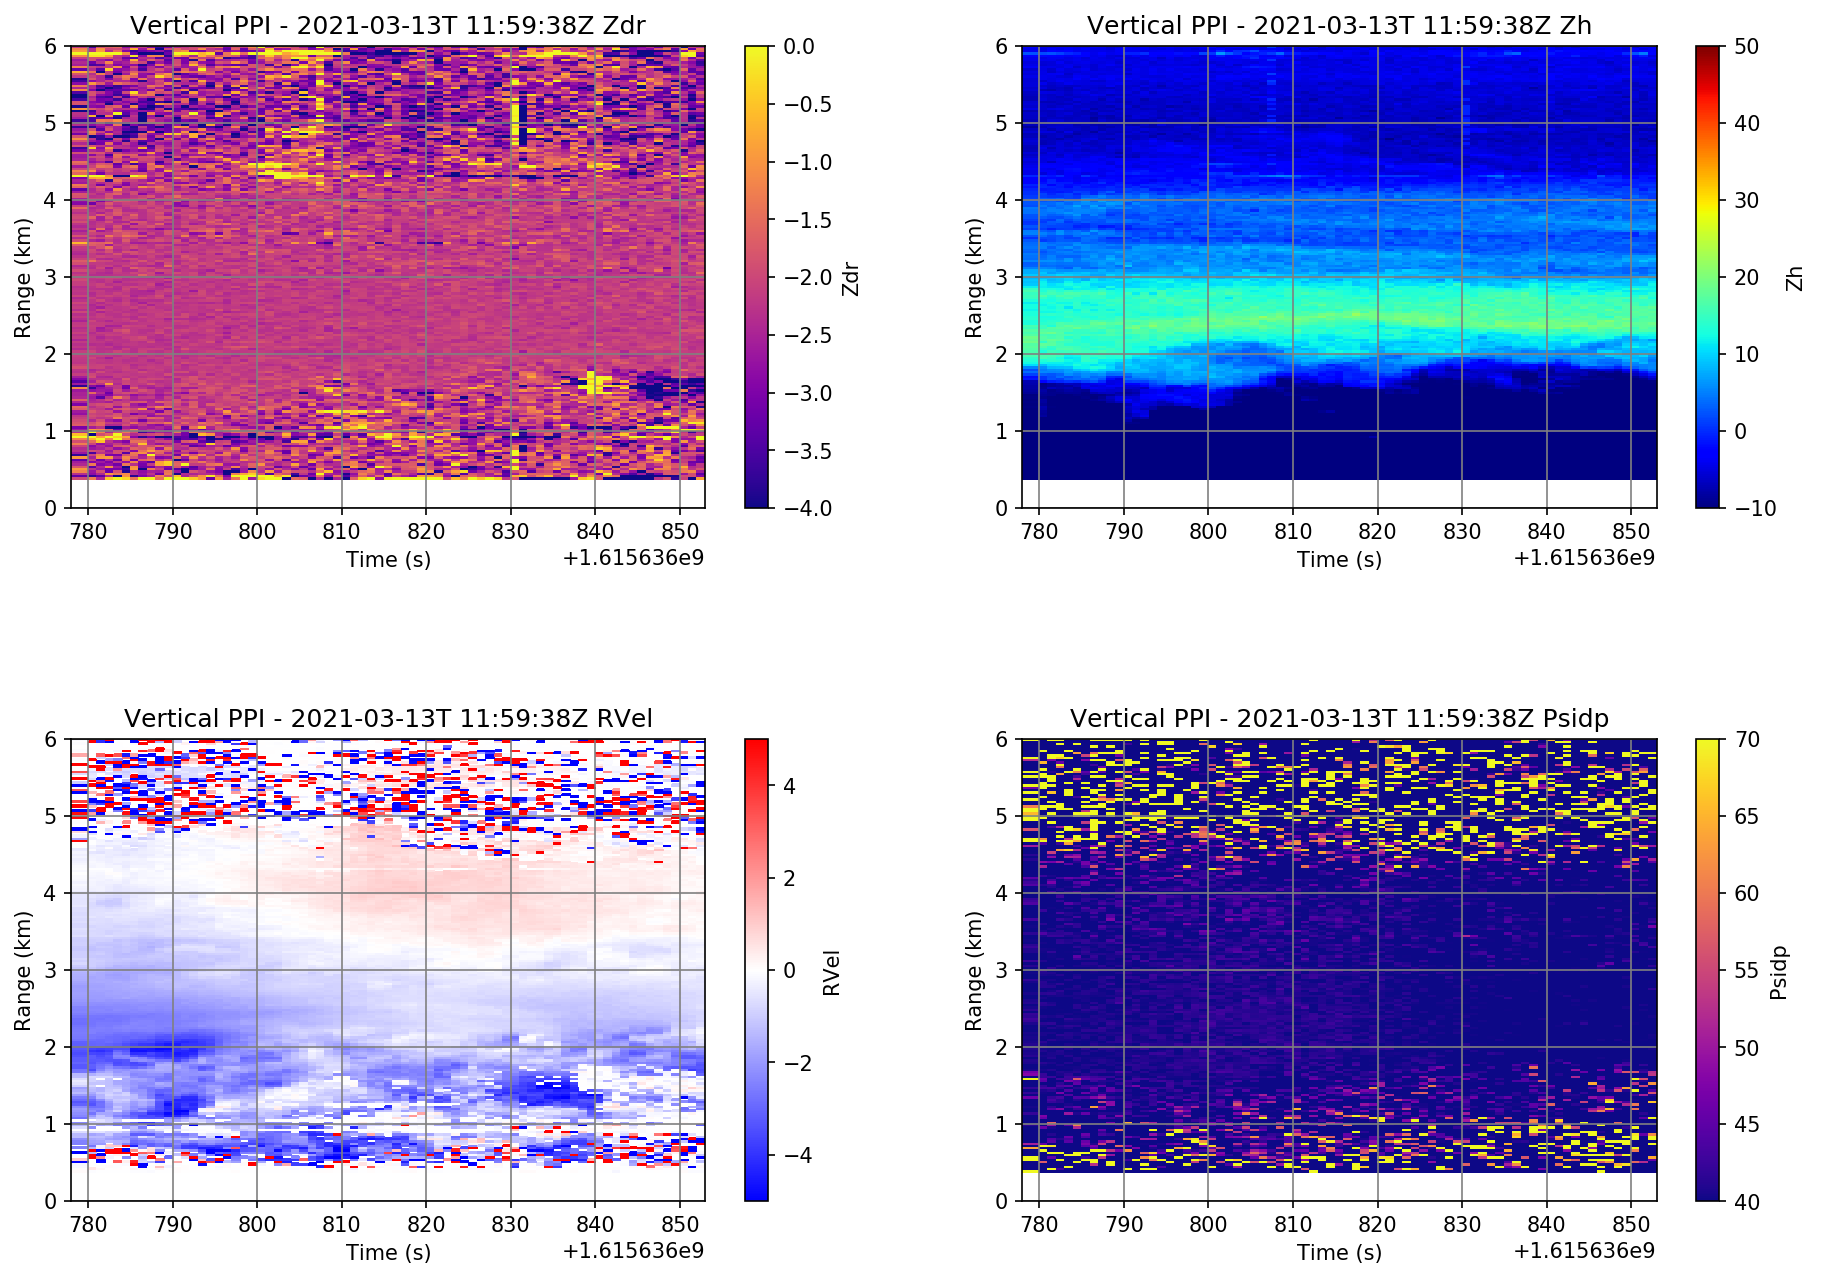 Vertical PPI - 2021-03-13T 11:59:38Z Zdr
6
5
4
3
2
1
0
Range (km)
780 790 800 810 820 830 840 850
Time (s)
+1.615636e9
0.0
−0.5
−1.0
−1.5
−2.0
−2.5
−3.0
−3.5
−4.0
Zdr
Vertical PPI - 2021-03-13T 11:59:38Z Zh
6
5
4
3
2
1
0
Range (km)
780 790 800 810 820 830 840 850
Time (s)
+1.615636e9
50
40
30
20
10
0
−10
Zh
Vertical PPI - 2021-03-13T 11:59:38Z RVel
6
5
4
3
2
1
0
Range (km)
780 790 800 810 820 830 840 850
Time (s)
+1.615636e9
4
2
0
−2
−4
RVel
Vertical PPI - 2021-03-13T 11:59:38Z Psidp
6
5
4
3
2
1
0
Range (km)
780 790 800 810 820 830 840 850
Time (s)
+1.615636e9
70
65
60
55
50
45
40
Psidp